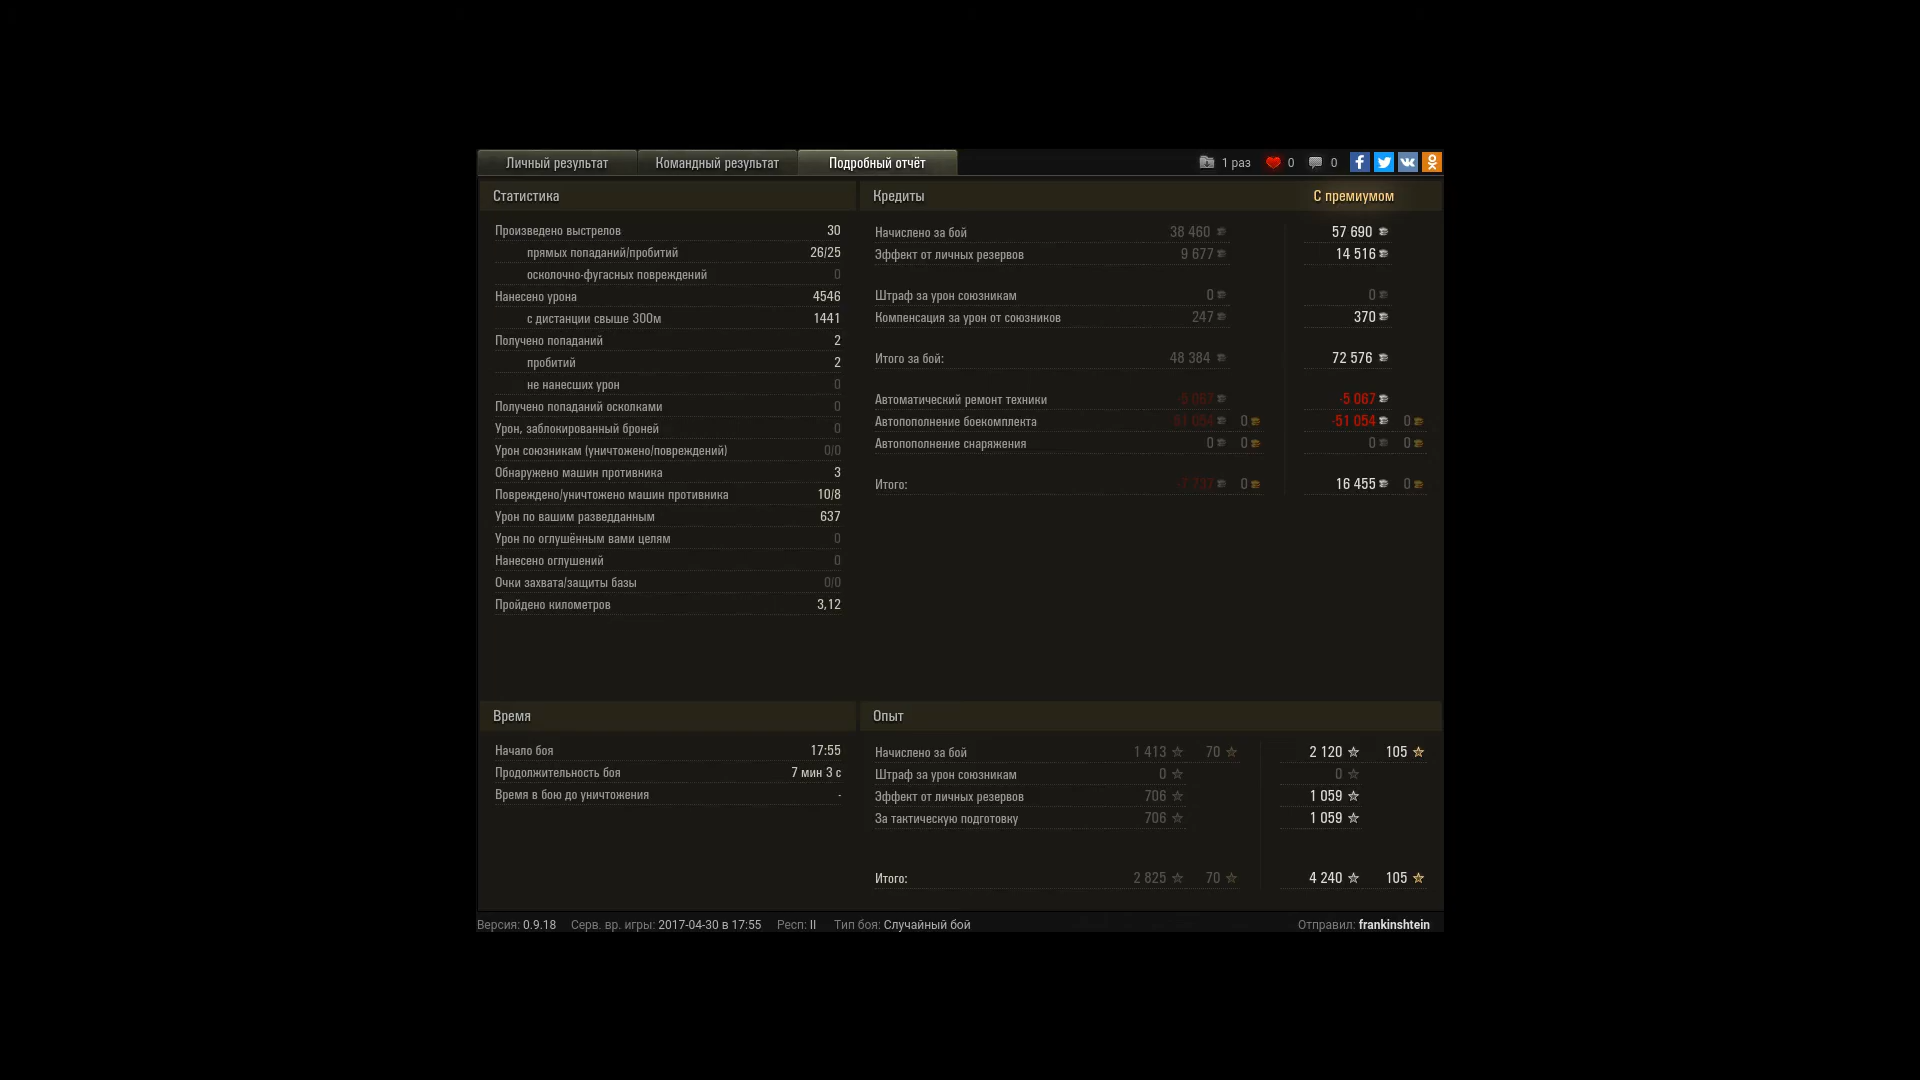 Личный результат Командный результат Подробный отчёт 1 раз 0 0
Статистика
Произведено выстрелов 30
прямых попаданий/пробитий 26/25
осколочно-фугасных повреждений 0
Нанесено урона 4546
с дистанции свыше 300м 1441
Получено попаданий 2
пробитий 2
не нанесших урон 0
Получено попаданий осколками 0
Урон, заблокированный броней 0
Урон союзникам (уничтожено/повреждений) 0/0
Обнаружено машин противника 3
Повреждено/уничтожено машин противника 10/8
Урон по вашим разведданным 637
Урон по оглушённым вами целям 0
Нанесено оглушений 0
Очки захвата/защиты базы 0/0
Пройдено километров 3,12
Кредиты С премиумом
Начислено за бой 38 460 57 690
Эффект от личных резервов 9 677 14 516
Штраф за урон союзникам 0 0
Компенсация за урон от союзников 247 370
Итого за бой: 48 384 72 576
Автоматический ремонт техники -5 067 -5 067
Автопополнение боекомплекта -51 054 0 -51 054 0
Автопополнение снаряжения 0 0 0 0
Итого: -7 737 0 16 455 0
Время
Начало боя 17:55
Продолжительность боя 7 мин 3 с
Время в бою до уничтожения -
Опыт
Начислено за бой 1 413 70 2 120 105
Штраф за урон союзникам 0 0
Эффект от личных резервов 706 1 059
За тактическую подготовку 706 1 059
Итого: 2 825 70 4 240 105
Версия: 0.9.18 Серв. вр. игры: 2017-04-30 в 17:55 Респ: II Тип боя: Случайный бой Отправил: frankinshtein